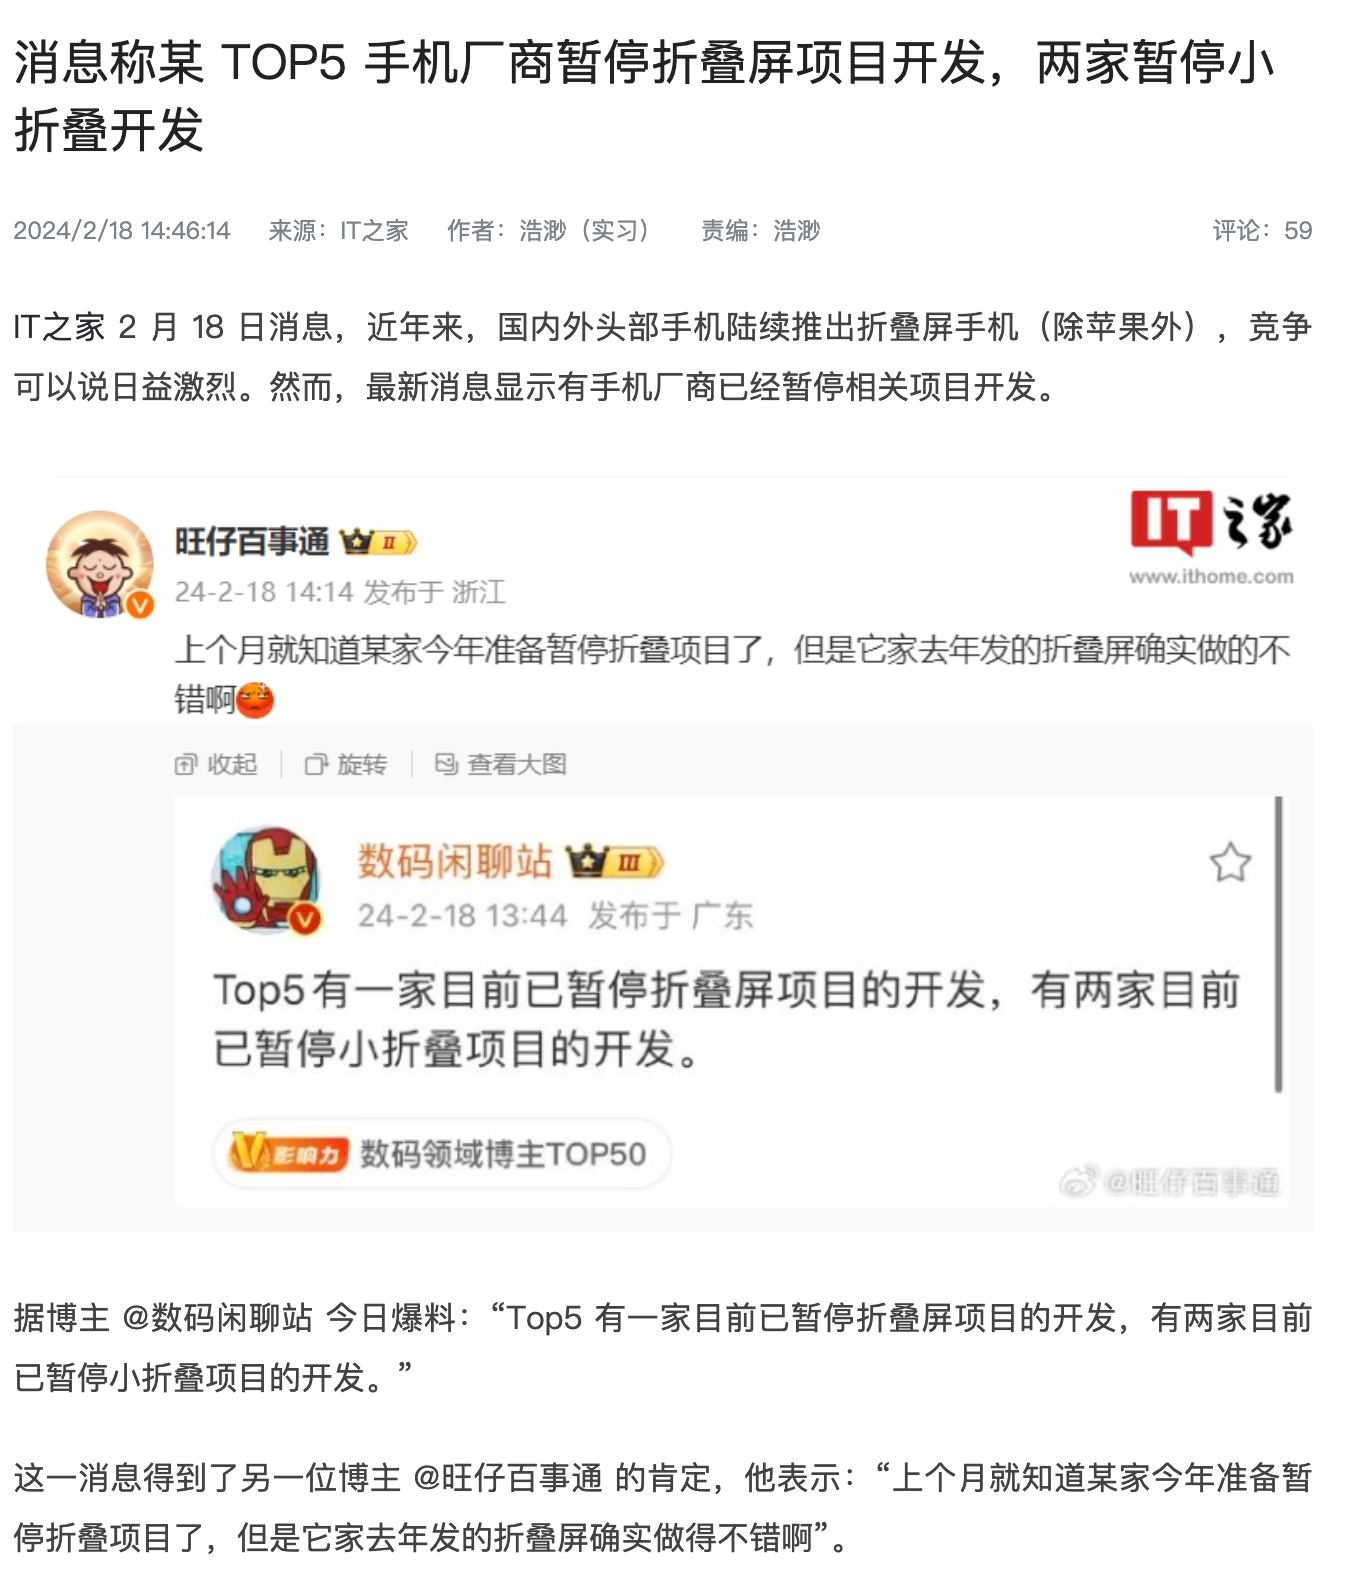 消息称某 TOP5 手机厂商暂停折叠屏项目开发，两家暂停小
折叠开发
2024/2/18 14:46:14 来源：IT之家 作者：浩渺（实习） 责编：浩渺 评论：59
IT之家 2 月 18 日消息，近年来，国内外头部手机陆续推出折叠屏手机（除苹果外），竞争
可以说日益激烈。然而，最新消息显示有手机厂商已经暂停相关项目开发。
IT之家
www.ithome.com
旺仔百事通 II
24-2-18 14:14 发布于 浙江
上个月就知道某家今年准备暂停折叠项目了，但是它家去年发的折叠屏确实做的不
错啊
收起 旋转 查看大图
数码闲聊站 III
24-2-18 13:44 发布于 广东
Top5有一家目前已暂停折叠屏项目的开发，有两家目前
已暂停小折叠项目的开发。
影响力 数码领域博主TOP50
@旺仔百事通
据博主 @数码闲聊站 今日爆料：“Top5 有一家目前已暂停折叠屏项目的开发，有两家目前
已暂停小折叠项目的开发。”
这一消息得到了另一位博主 @旺仔百事通 的肯定，他表示：“上个月就知道某家今年准备暂
停折叠项目了，但是它家去年发的折叠屏确实做得不错啊”。